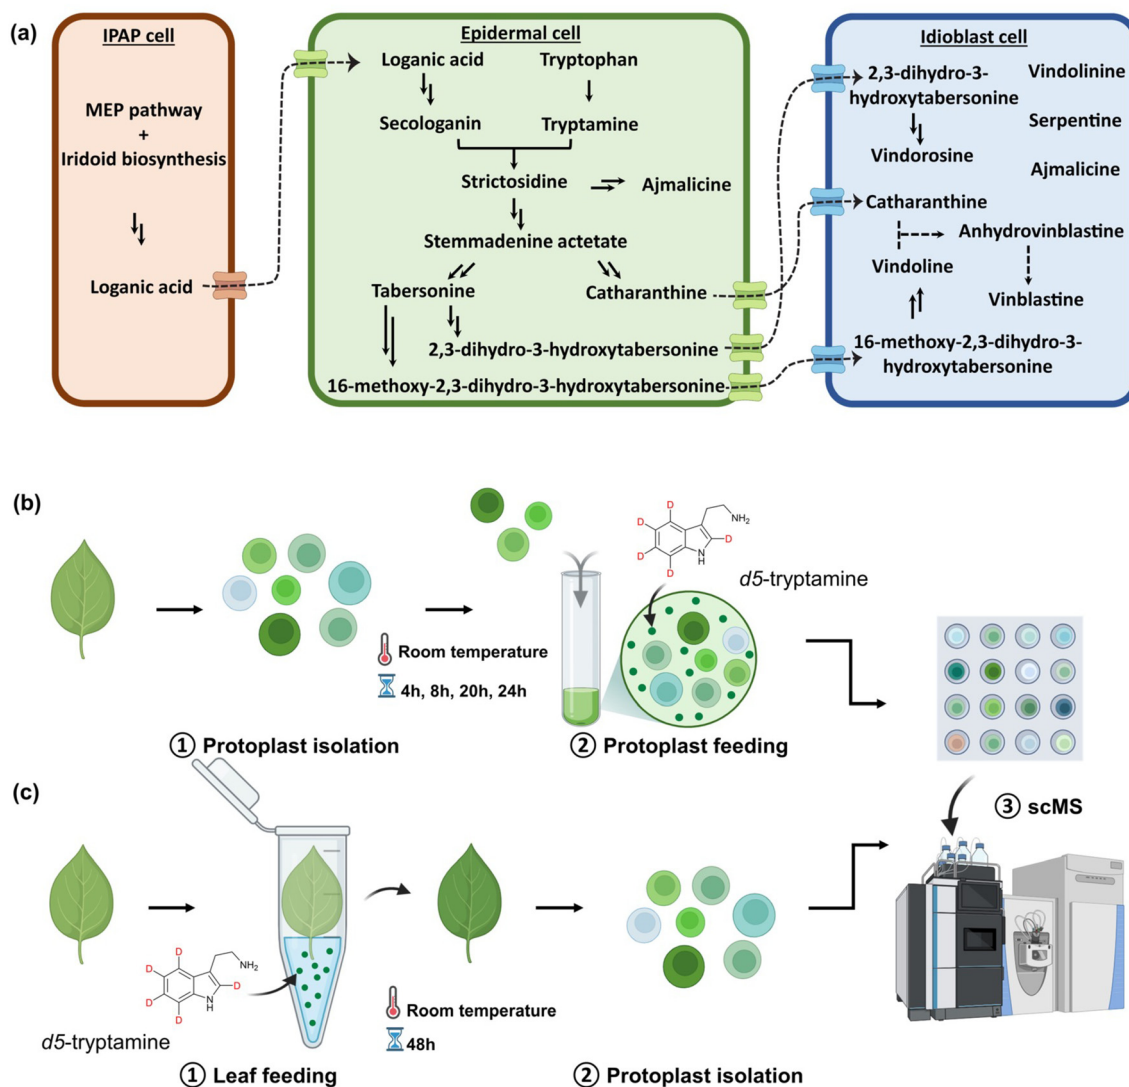 (a)
IPAP cell
MEP pathway
+
Iridoid biosynthesis
Loganic acid
Epidermal cell
Loganic acid
Tryptophan
Secologanin
Tryptamine
Strictosidine
Ajmalicine
Stemmadenine actetate
Tabersonine
Catharanthine
2,3-dihydro-3-hydroxytabersonine
16-methoxy-2,3-dihydro-3-hydroxytabersonine
Idioblast cell
2,3-dihydro-3-
hydroxytabersonine
Vindolinine
Serpentine
Vindorosine
Ajmalicine
Catharanthine
Anhydrovinblastine
Vindoline
Vinblastine
16-methoxy-2,3-dihydro-3-
hydroxytabersonine
(b)
D
D
D
D
D
NH2
N
H
d5-tryptamine
Room temperature
4h, 8h, 20h, 24h
① Protoplast isolation
② Protoplast feeding
③ scMS
(c)
D
D
D
D
D
NH2
N
H
d5-tryptamine
Room temperature
48h
① Leaf feeding
② Protoplast isolation